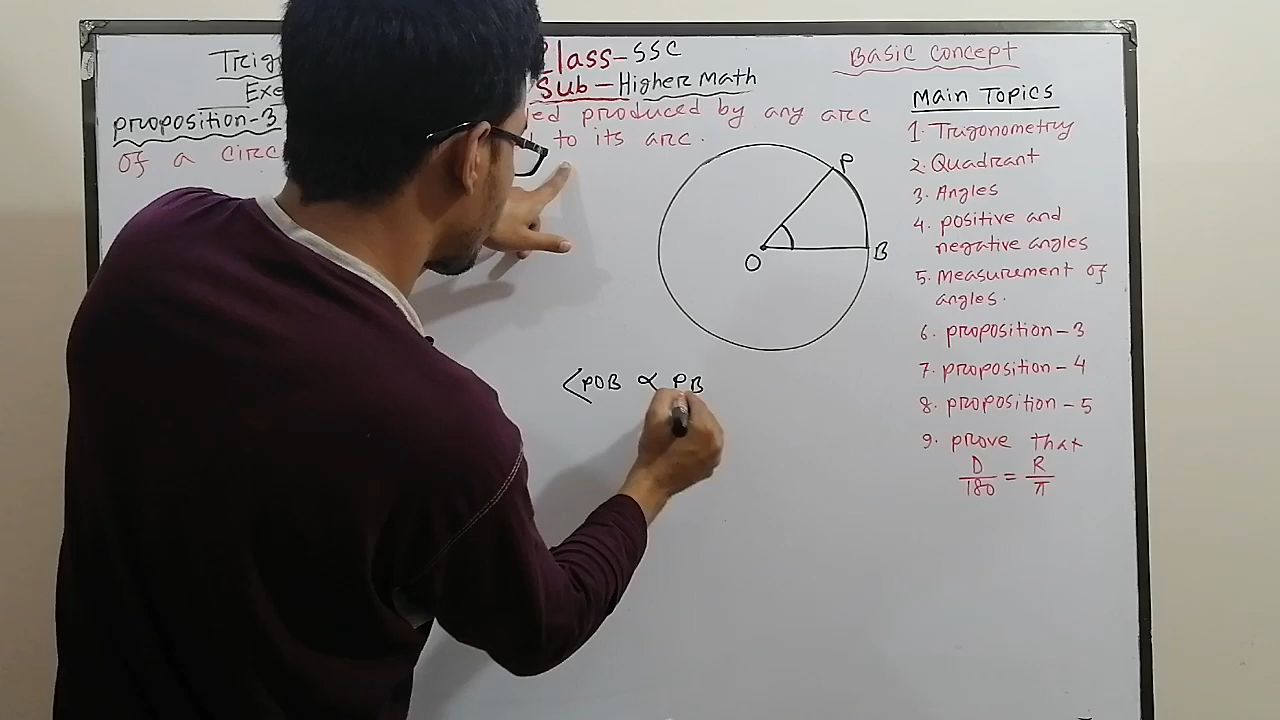 Class-SSC
Sub-Higher Math
proposition-3 produced by any arc
of a to its arc.
P
O
B
<POB ∝ PB
Basic Concept
Main Topics
1. Trigonometry
2. Quadrant
3. Angles
4. positive and
negative angles
5. Measurement of
angles.
6. proposition-3
7. proposition-4
8. proposition-5
9. prove that
D/180 = R/π